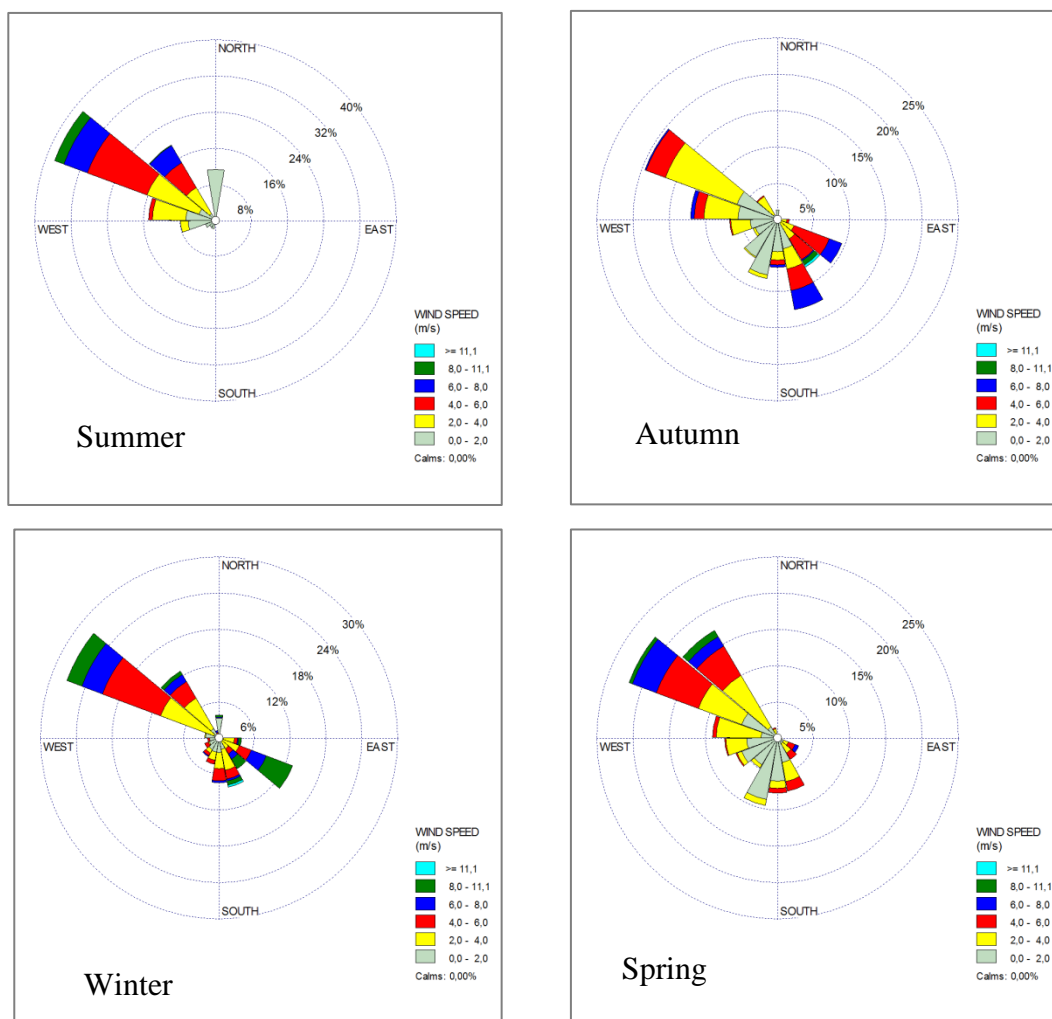 NORTH
40%
32%
24%
16%
8%
WEST
EAST
SOUTH
WIND SPEED
(m/s)
>= 11,1
8,0 - 11,1
6,0 - 8,0
4,0 - 6,0
2,0 - 4,0
0,0 - 2,0
Calms: 0,00%
Summer
NORTH
25%
20%
15%
10%
5%
WEST
EAST
SOUTH
WIND SPEED
(m/s)
>= 11,1
8,0 - 11,1
6,0 - 8,0
4,0 - 6,0
2,0 - 4,0
0,0 - 2,0
Calms: 0,00%
Autumn
NORTH
30%
24%
18%
12%
6%
WEST
EAST
SOUTH
WIND SPEED
(m/s)
>= 11,1
8,0 - 11,1
6,0 - 8,0
4,0 - 6,0
2,0 - 4,0
0,0 - 2,0
Calms: 0,00%
Winter
NORTH
25%
20%
15%
10%
5%
WEST
EAST
SOUTH
WIND SPEED
(m/s)
>= 11,1
8,0 - 11,1
6,0 - 8,0
4,0 - 6,0
2,0 - 4,0
0,0 - 2,0
Calms: 0,00%
Spring